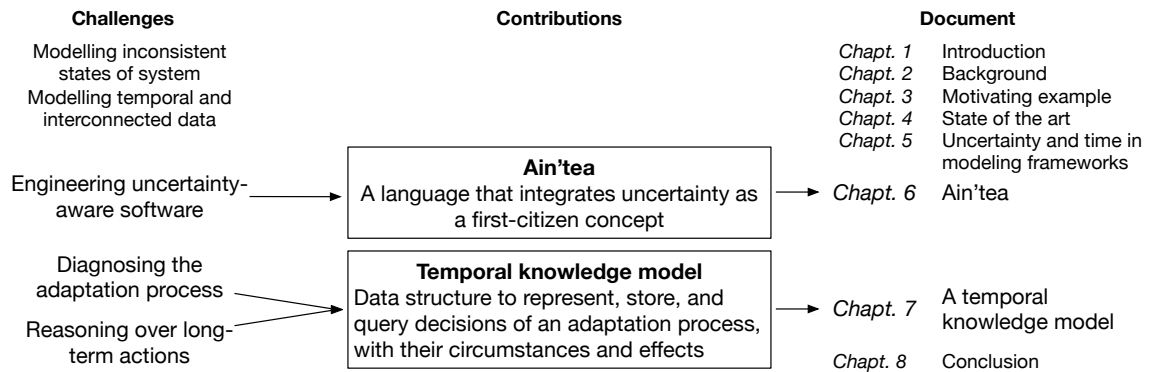 Challenges
Modelling inconsistent
states of system
Modelling temporal and
interconnected data
Engineering uncertainty-
aware software
Diagnosing the
adaptation process
Reasoning over long-
term actions
Contributions
Ain'tea
A language that integrates uncertainty as
a first-citizen concept
Temporal knowledge model
Data structure to represent, store, and
query decisions of an adaptation process,
with their circumstances and effects
Document
Chapt. 1 Introduction
Chapt. 2 Background
Chapt. 3 Motivating example
Chapt. 4 State of the art
Chapt. 5 Uncertainty and time in
modeling frameworks
Chapt. 6 Ain'tea
Chapt. 7 A temporal
knowledge model
Chapt. 8 Conclusion